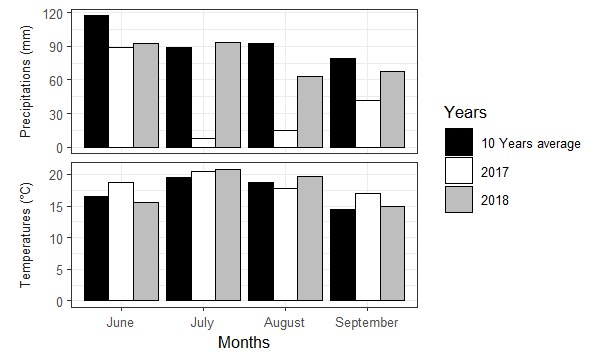 Precipitations (mm)
120
90
60
30
0
Temperatures (°C)
20
15
10
5
0
June
July
August
September
Months
Years
10 Years average
2017
2018